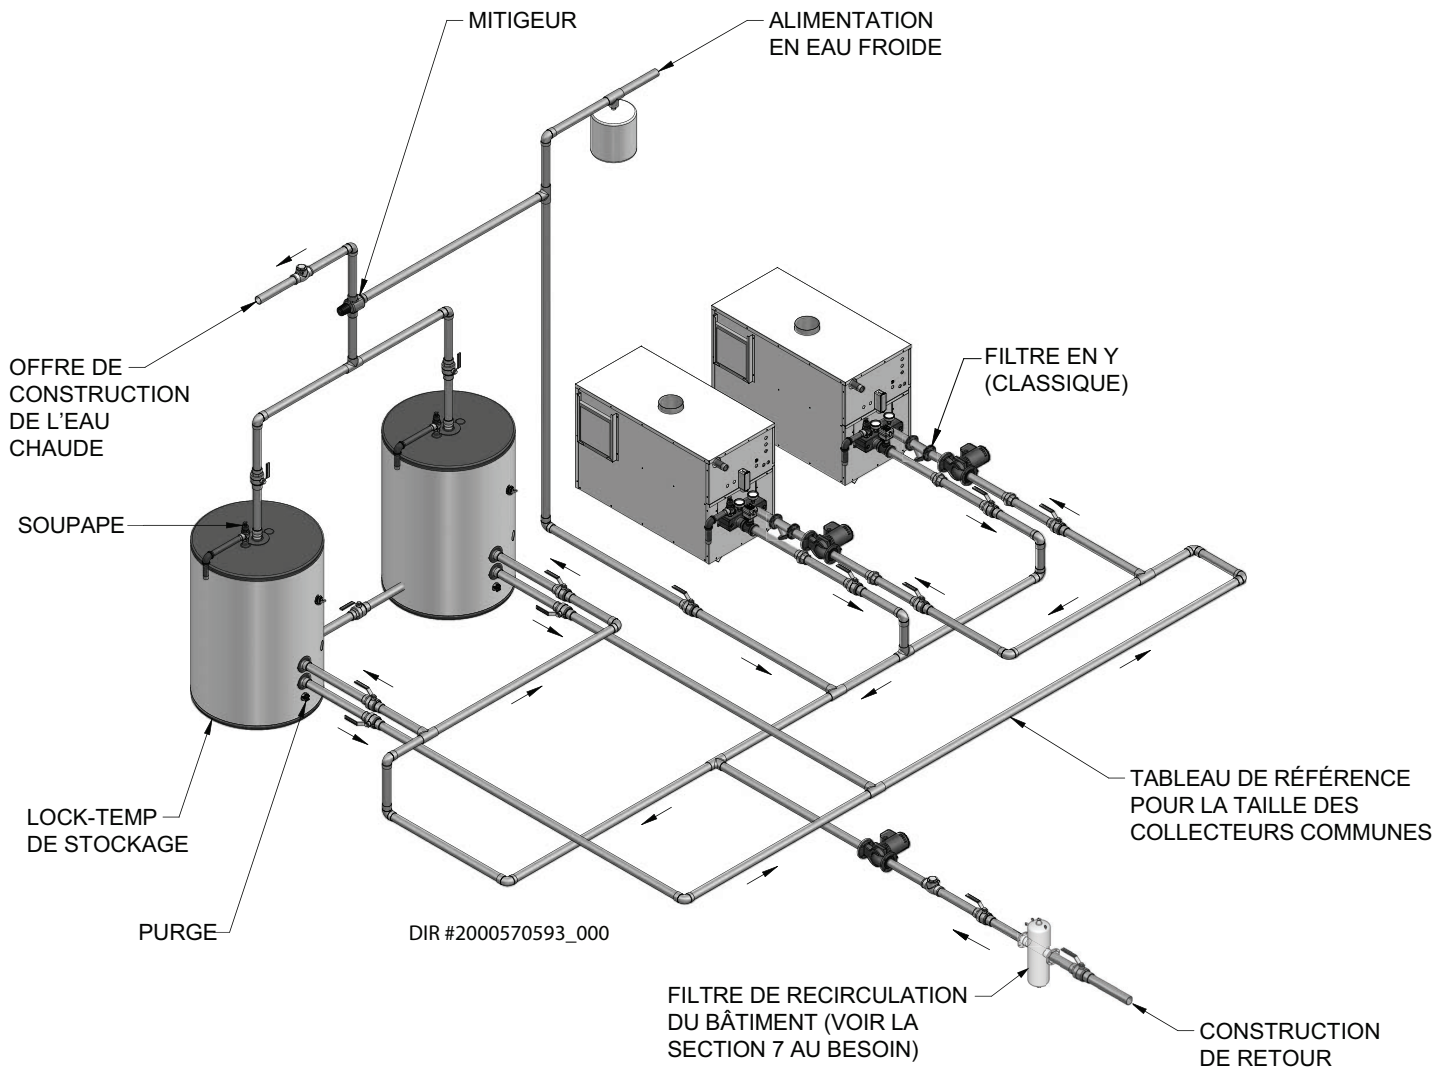 MITIGEUR
ALIMENTATION
EN EAU FROIDE
OFFRE DE
CONSTRUCTION
DE L'EAU
CHAUDE
FILTRE EN Y
(CLASSIQUE)
SOUPAPE
LOCK-TEMP
DE STOCKAGE
TABLEAU DE RÉFÉRENCE
POUR LA TAILLE DES
COLLECTEURS COMMUNES
PURGE
DIR #2000570593_000
FILTRE DE RECIRCULATION
DU BÂTIMENT (VOIR LA
SECTION 7 AU BESOIN)
CONSTRUCTION
DE RETOUR